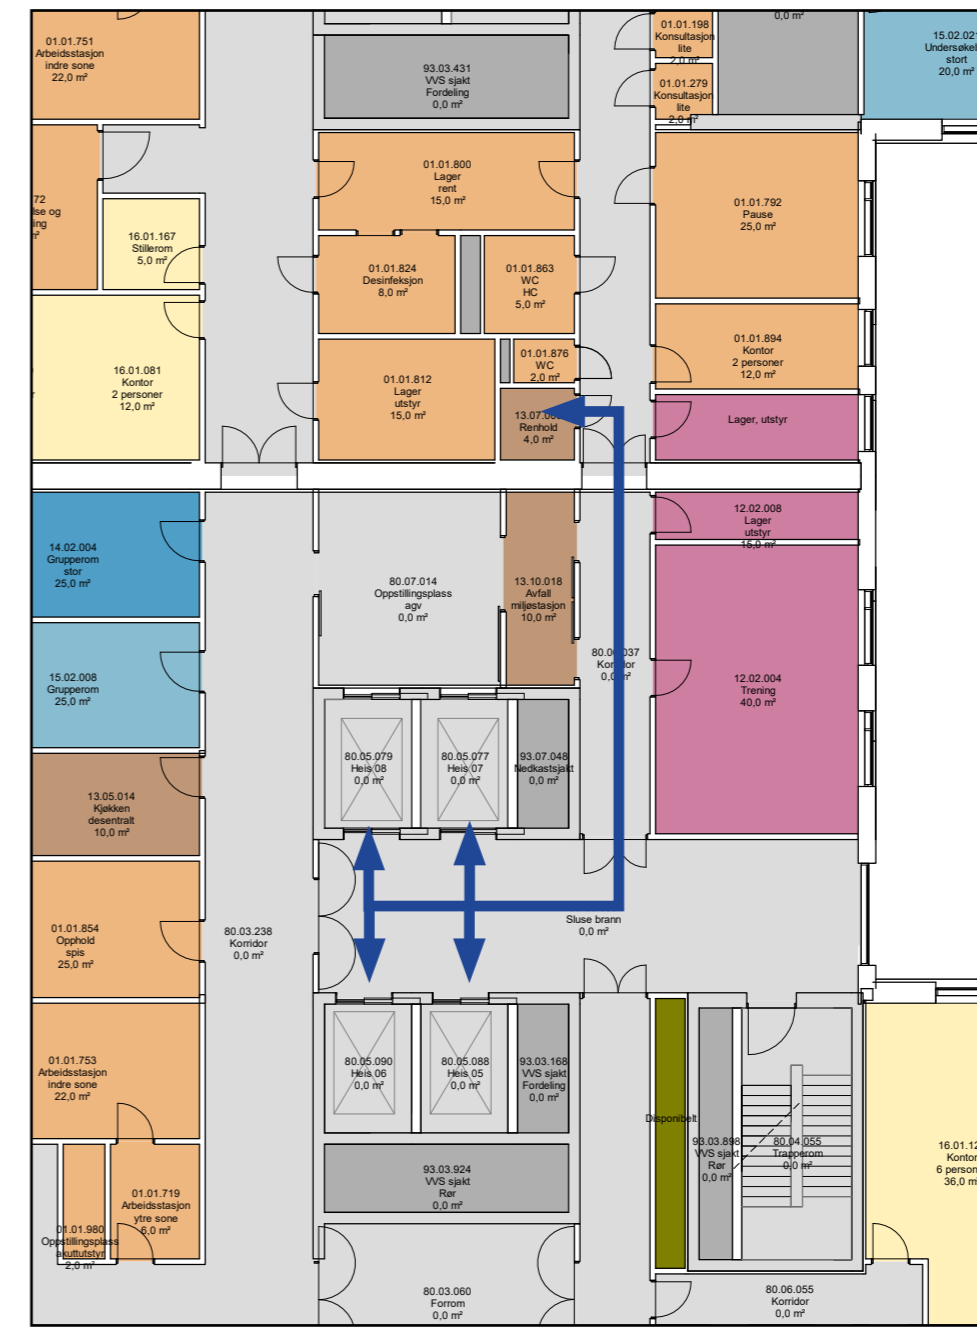 01.01.751
Arbeidsstasjon
indre sone
22,0 m²
93.03.431
VVS sjakt
Fordeling
0,0 m²
01.01.198
Konsultasjon
lite
2,0 m²
01.01.279
Konsultasjon
lite
2,0 m²
0,0 m²
15.02.021
stort
20,0 m²
01.01.800
Lager
rent
15,0 m²
01.01.792
Pause
25,0 m²
16.01.167
Stillerom
5,0 m²
01.01.824
Desinfeksjon
8,0 m²
01.01.863
WC
HC
5,0 m²
16.01.081
Kontor
2 personer
12,0 m²
01.01.812
Lager
utstyr
15,0 m²
01.01.876
WC
2,0 m²
01.01.894
Kontor
2 personer
12,0 m²
Renhold
4,0 m²
Lager, utstyr
14.02.004
Grupperom
stor
25,0 m²
80.07.014
Oppstillingsplass
agv
0,0 m²
13.10.018
Avfall
miljøstasjon
10,0 m²
12.02.008
Lager
utstyr
15,0 m²
15.02.008
Grupperom
25,0 m²
Korridor
12.02.004
Trening
40,0 m²
80.05.079
Heis 08
0,0 m²
80.05.077
Heis 07
0,0 m²
93.07.048
Nedkastsjakt
0,0 m²
13.05.014
Kjøkken
desentralt
10,0 m²
01.01.854
Opphold
spis
25,0 m²
80.03.238
Korridor
0,0 m²
Sluse brann
0,0 m²
01.01.753
Arbeidsstasjon
indre sone
22,0 m²
80.05.090
Heis 06
0,0 m²
80.05.088
Heis 05
0,0 m²
93.03.168
VVS sjakt
Fordeling
0,0 m²
Disponibelt
93.03.898
VVS sjakt
Rør
0,0 m²
80.04.055
Trapperom
0,0 m²
Kontor
36,0
93.03.924
VVS sjakt
Rør
0,0 m²
01.01.719
Arbeidsstasjon
ytre sone
6,0 m²
01.01.980
Oppstillingsplass
akuttutstyr
2,0 m²
80.03.060
Forrom
0,0 m²
80.06.055
Korridor
0,0 m²